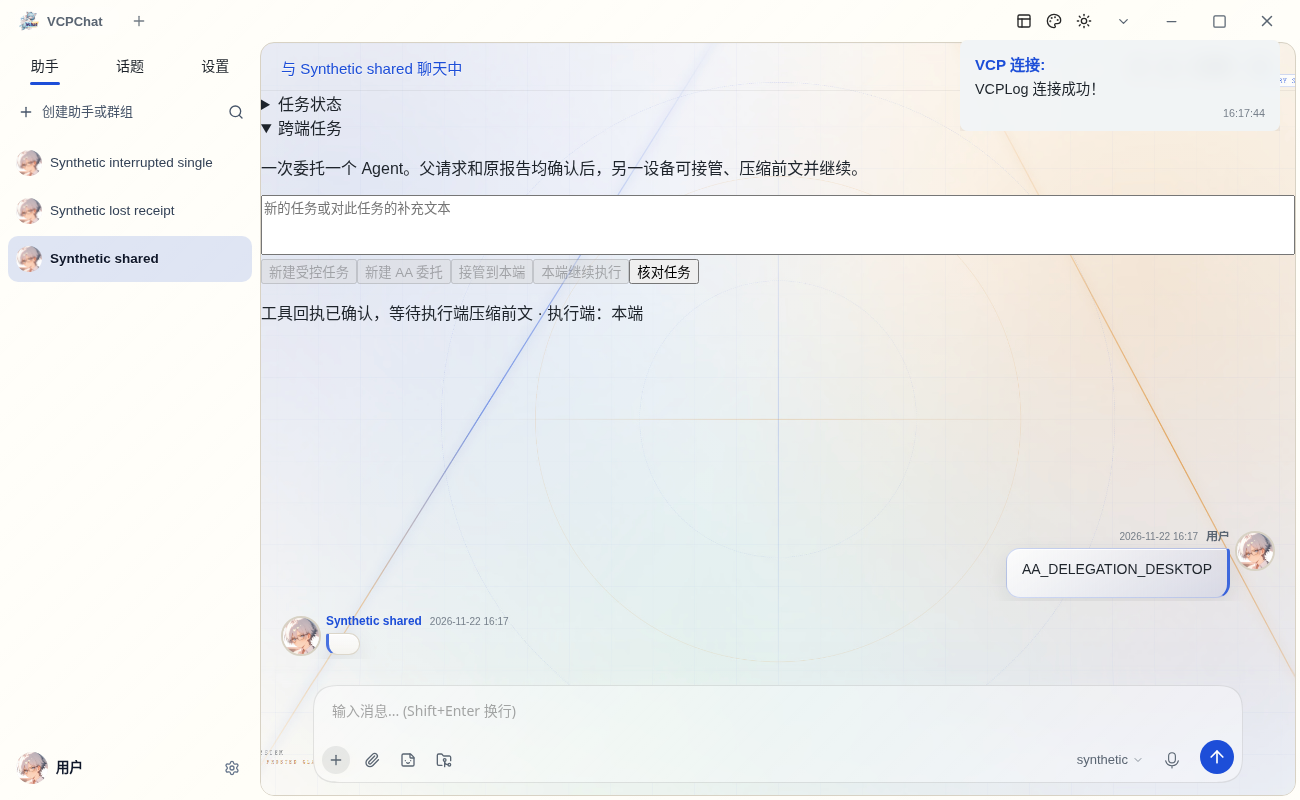 VCPChat
助手 话题 设置
创建助手或群组
Synthetic interrupted single
Synthetic lost receipt
Synthetic shared
用户
与 Synthetic shared 聊天中
VCP 连接:
VCPLog 连接成功!
16:17:44
任务状态
跨端任务
一次委托一个 Agent。父请求和原报告均确认后，另一设备可接管、压缩前文并继续。
新的任务或对此任务的补充文本
新建受控任务 新建 AA 委托 接管到本端 本端继续执行 核对任务
工具回执已确认，等待执行端压缩前文 · 执行端：本端
2026-11-22 16:17 用户
AA_DELEGATION_DESKTOP
Synthetic shared 2026-11-22 16:17
输入消息... (Shift+Enter 换行)
synthetic